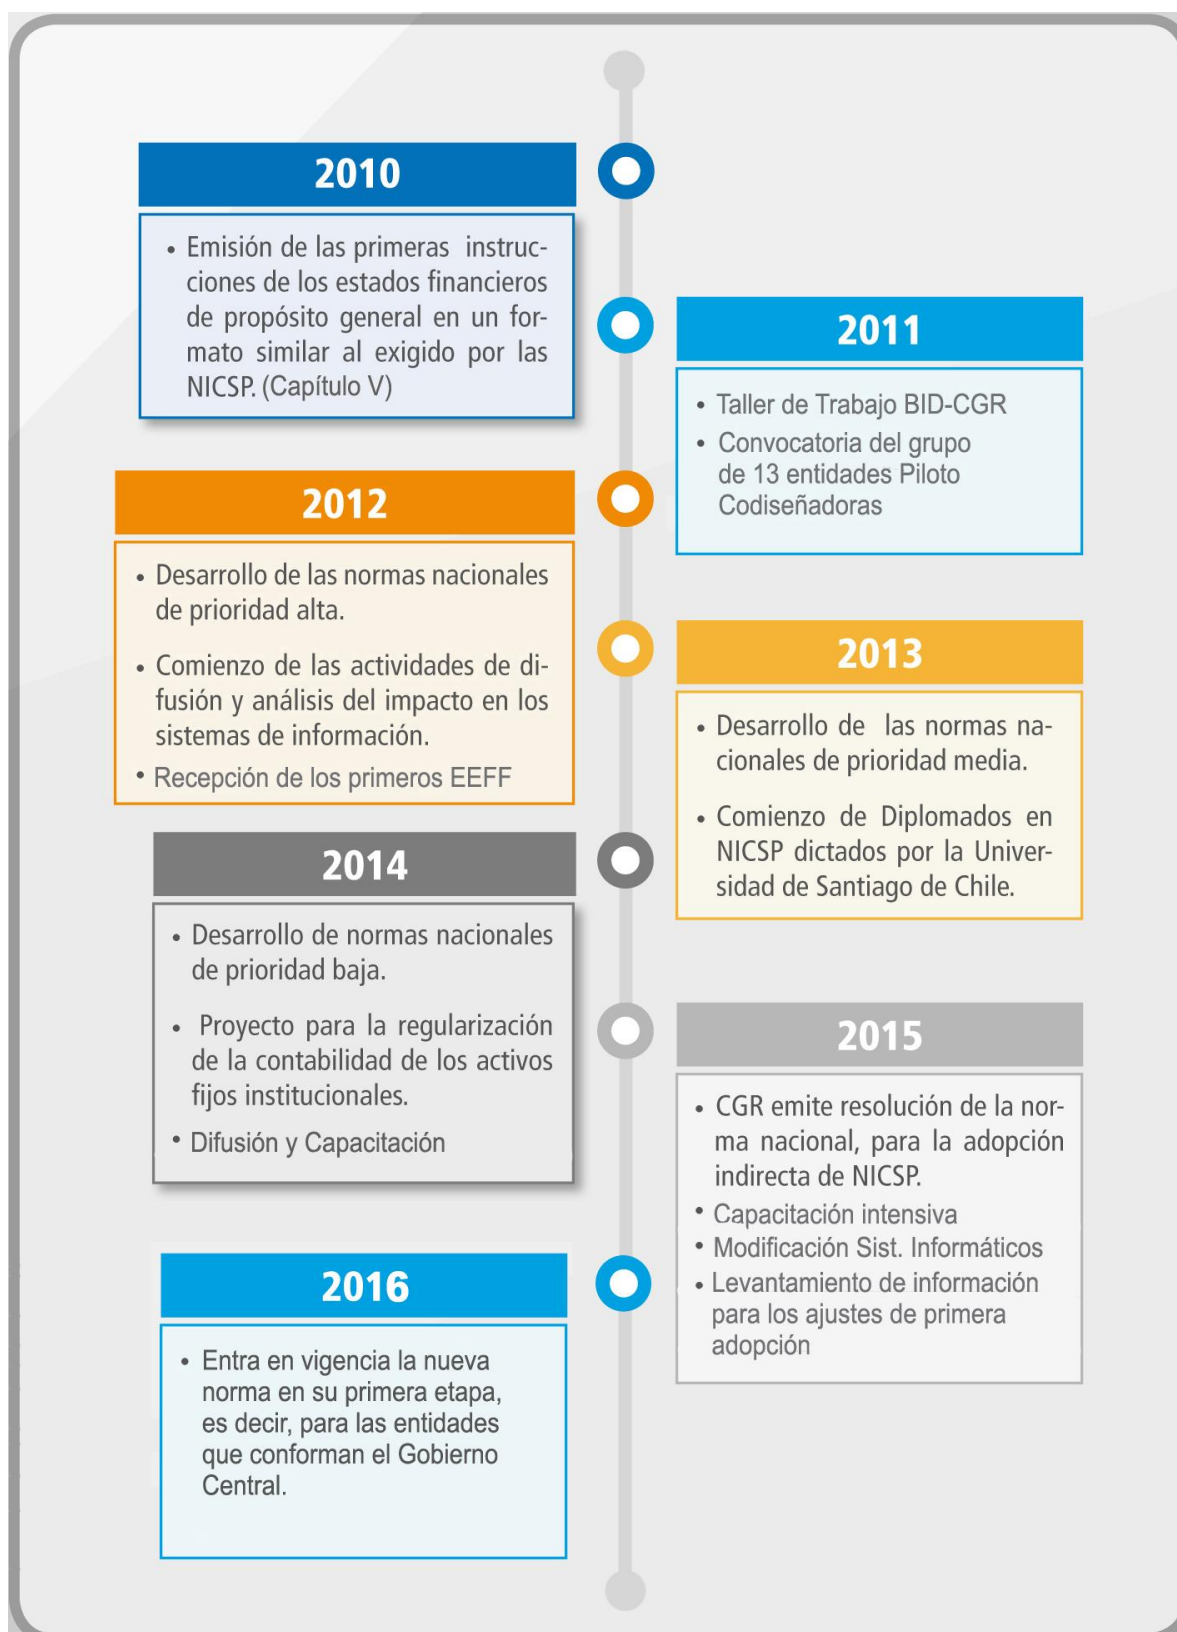 2010
• Emisión de las primeras instruc-
ciones de los estados financieros
de propósito general en un for-
mato similar al exigido por las
NICSP. (Capítulo V)
2011
• Taller de Trabajo BID-CGR
• Convocatoria del grupo
de 13 entidades Piloto
Codiseñadoras
2012
• Desarrollo de las normas nacionales
de prioridad alta.
• Comienzo de las actividades de di-
fusión y análisis del impacto en los
sistemas de información.
• Recepción de los primeros EEFF
2013
• Desarrollo de las normas na-
cionales de prioridad media.
• Comienzo de Diplomados en
NICSP dictados por la Univer-
sidad de Santiago de Chile.
2014
• Desarrollo de normas nacionales
de prioridad baja.
• Proyecto para la regularización
de la contabilidad de los activos
fijos institucionales.
• Difusión y Capacitación
2015
• CGR emite resolución de la nor-
ma nacional, para la adopción
indirecta de NICSP.
• Capacitación intensiva
• Modificación Sist. Informáticos
• Levantamiento de información
para los ajustes de primera
adopción
2016
• Entra en vigencia la nueva
norma en su primera etapa,
es decir, para las entidades
que conforman el Gobierno
Central.